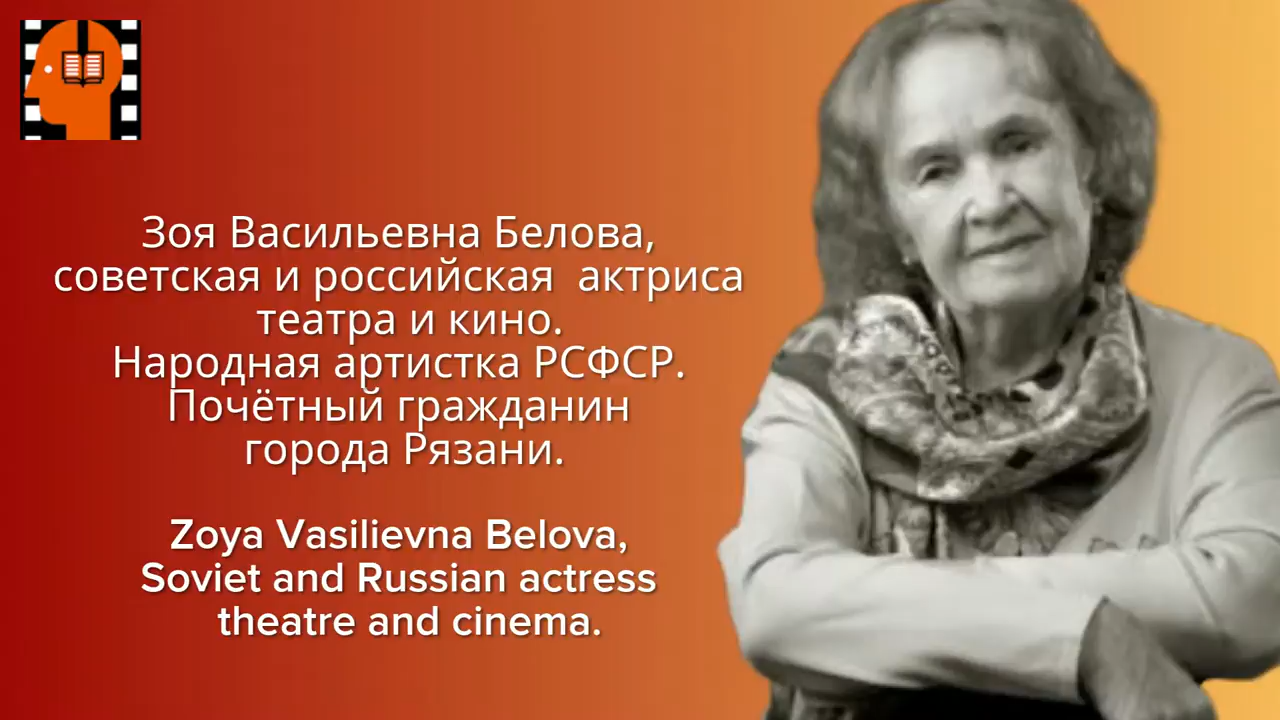 Зоя Васильевна Белова,
советская и российская актриса
театра и кино.
Народная артистка РСФСР.
Почётный гражданин
города Рязани.
Zoya Vasilievna Belova,
Soviet and Russian actress
theatre and cinema.